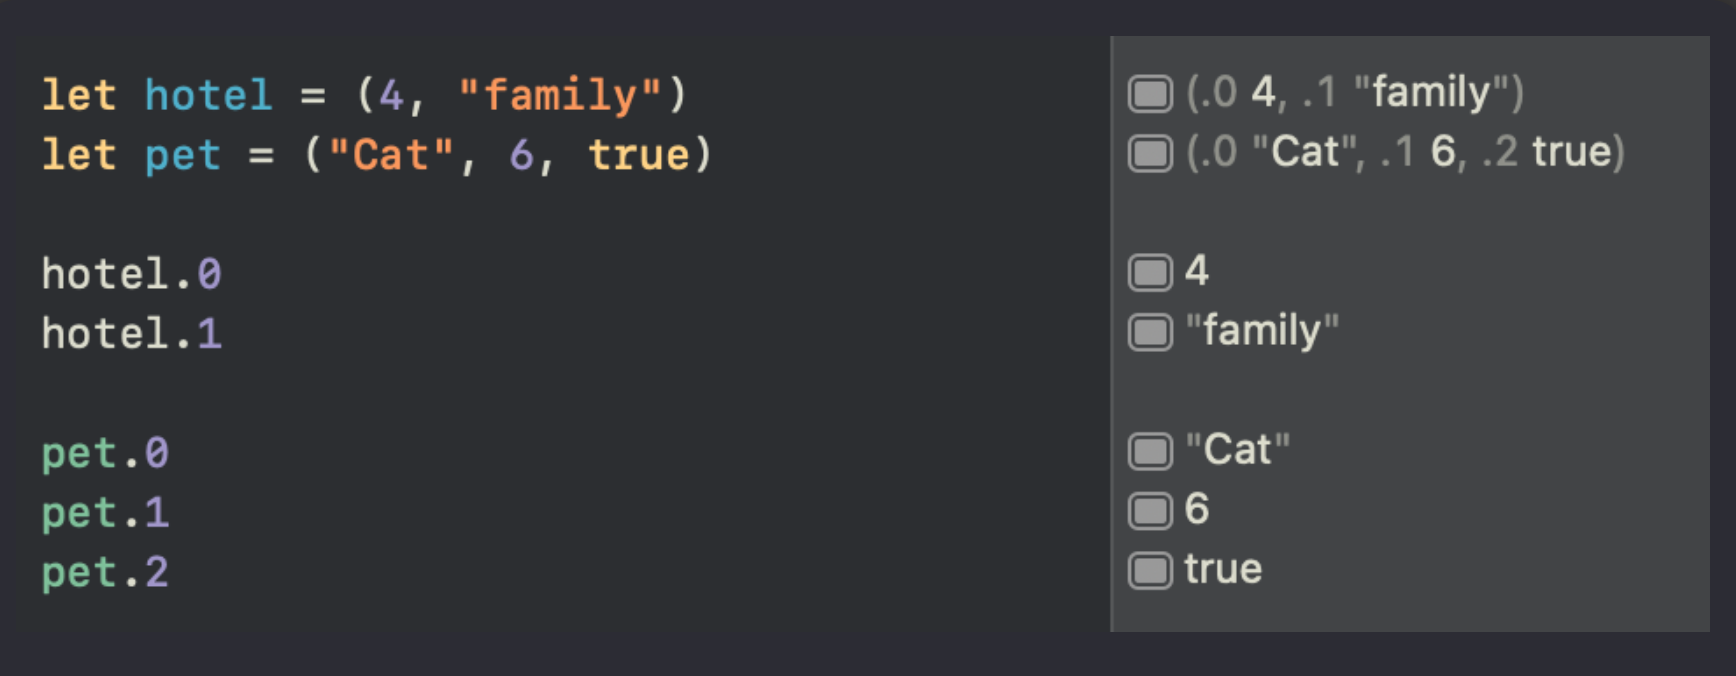 let hotel = (4, "family")
let pet = ("Cat", 6, true)
hotel.0
hotel.1
pet.0
pet.1
pet.2
(.0 4, .1 "family")
(.0 "Cat", .1 6, .2 true)
4
"family"
"Cat"
6
true